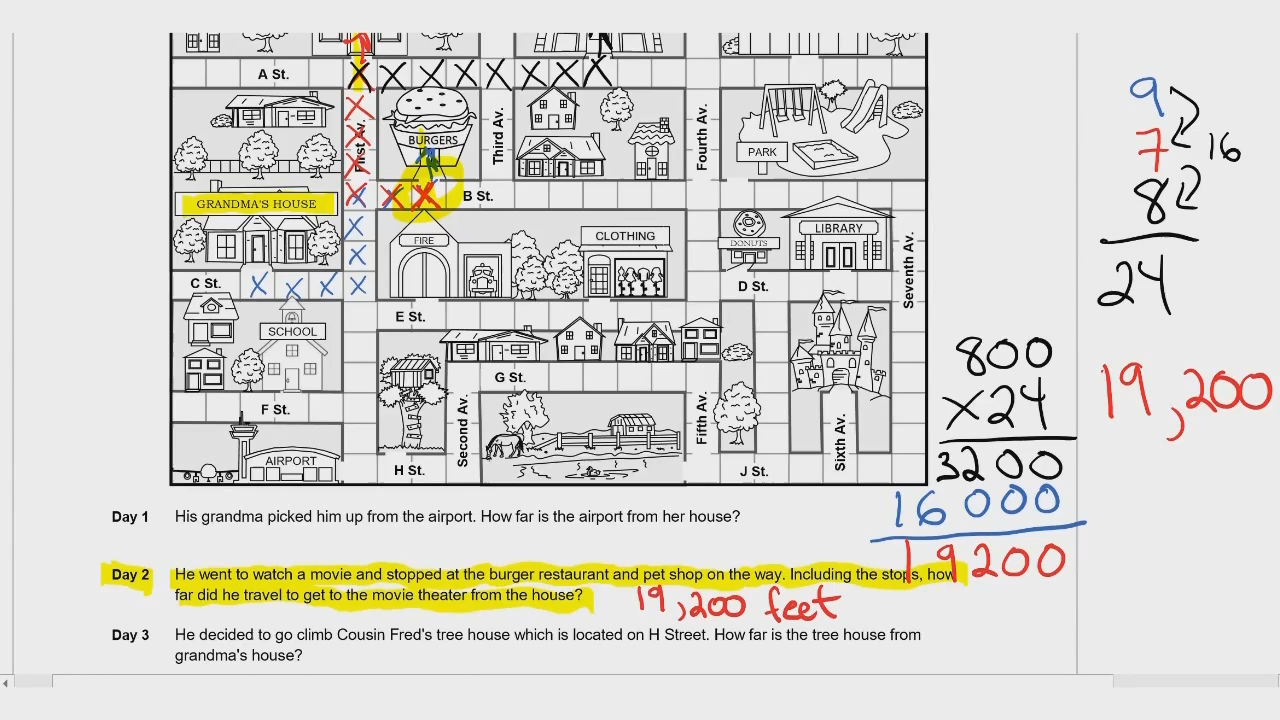 A St.
First Av.
BURGERS
Third Av.
Fourth Av.
PARK
GRANDMA'S HOUSE
B St.
FIRE
CLOTHING
DONUTS
LIBRARY
Seventh Av.
C St.
D St.
SCHOOL
E St.
G St.
F St.
Second Av.
Fifth Av.
Sixth Av.
AIRPORT
H St.
J St.
9
7
16
8
24
800
X24
3200
16000
19200
19,200
Day 1 His grandma picked him up from the airport. How far is the airport from her house?
Day 2 He went to watch a movie and stopped at the burger restaurant and pet shop on the way. Including the stops, how
far did he travel to get to the movie theater from the house? 19,200 feet
Day 3 He decided to go climb Cousin Fred's tree house which is located on H Street. How far is the tree house from
grandma's house?